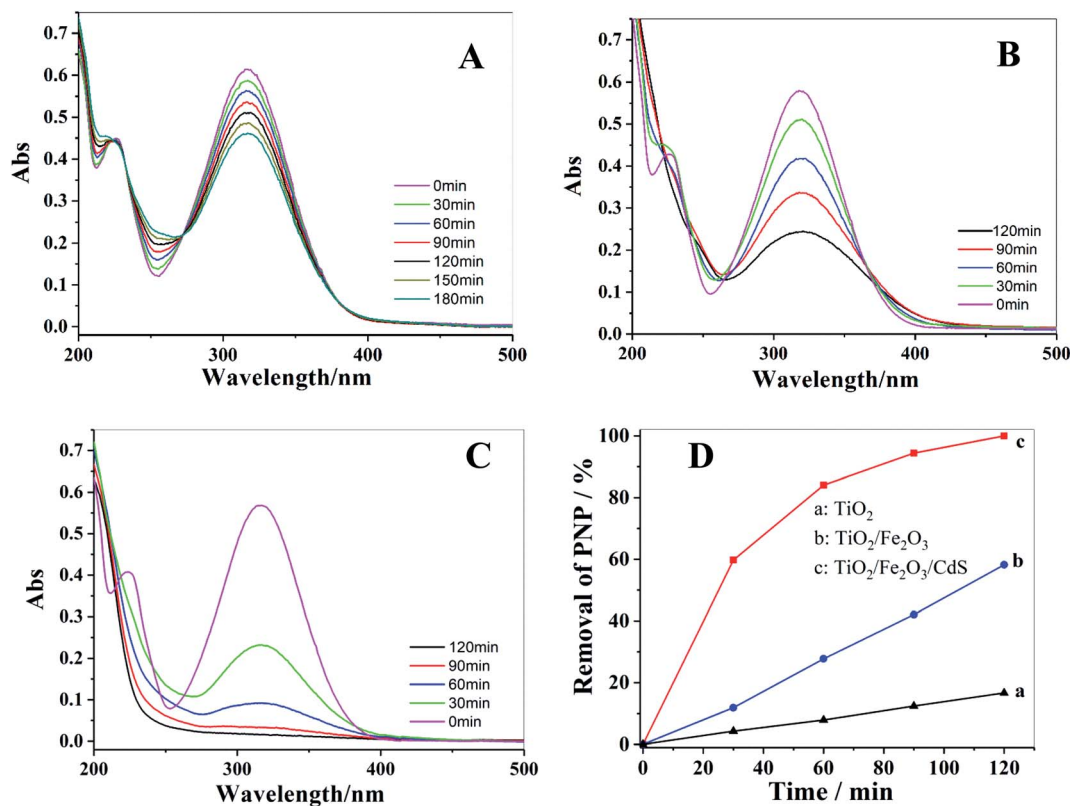 A
Abs
0.7
0.6
0.5
0.4
0.3
0.2
0.1
0.0
0min
30min
60min
90min
120min
150min
180min
200
300
400
500
Wavelength/nm
B
Abs
0.7
0.6
0.5
0.4
0.3
0.2
0.1
0.0
120min
90min
60min
30min
0min
200
300
400
500
Wavelength/nm
C
Abs
0.7
0.6
0.5
0.4
0.3
0.2
0.1
0.0
120min
90min
60min
30min
0min
200
300
400
500
Wavelength/nm
D
Removal of PNP / %
100
80
60
40
20
0
c
a: TiO₂
b: TiO₂/Fe₂O₃
c: TiO₂/Fe₂O₃/CdS
b
a
0
20
40
60
80
100
120
Time / min